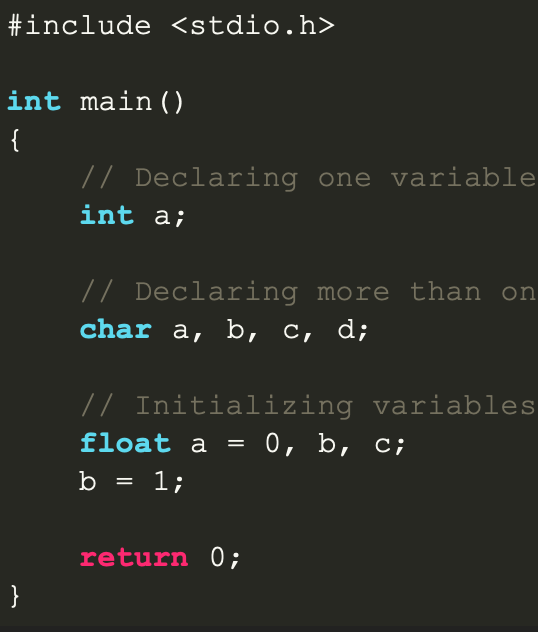 #include <stdio.h>
int main()
{
// Declaring one variable
int a;
// Declaring more than
char a, b, c, d;
// Initializing variables
float a = 0, b, c;
b = 1;
return 0;
}